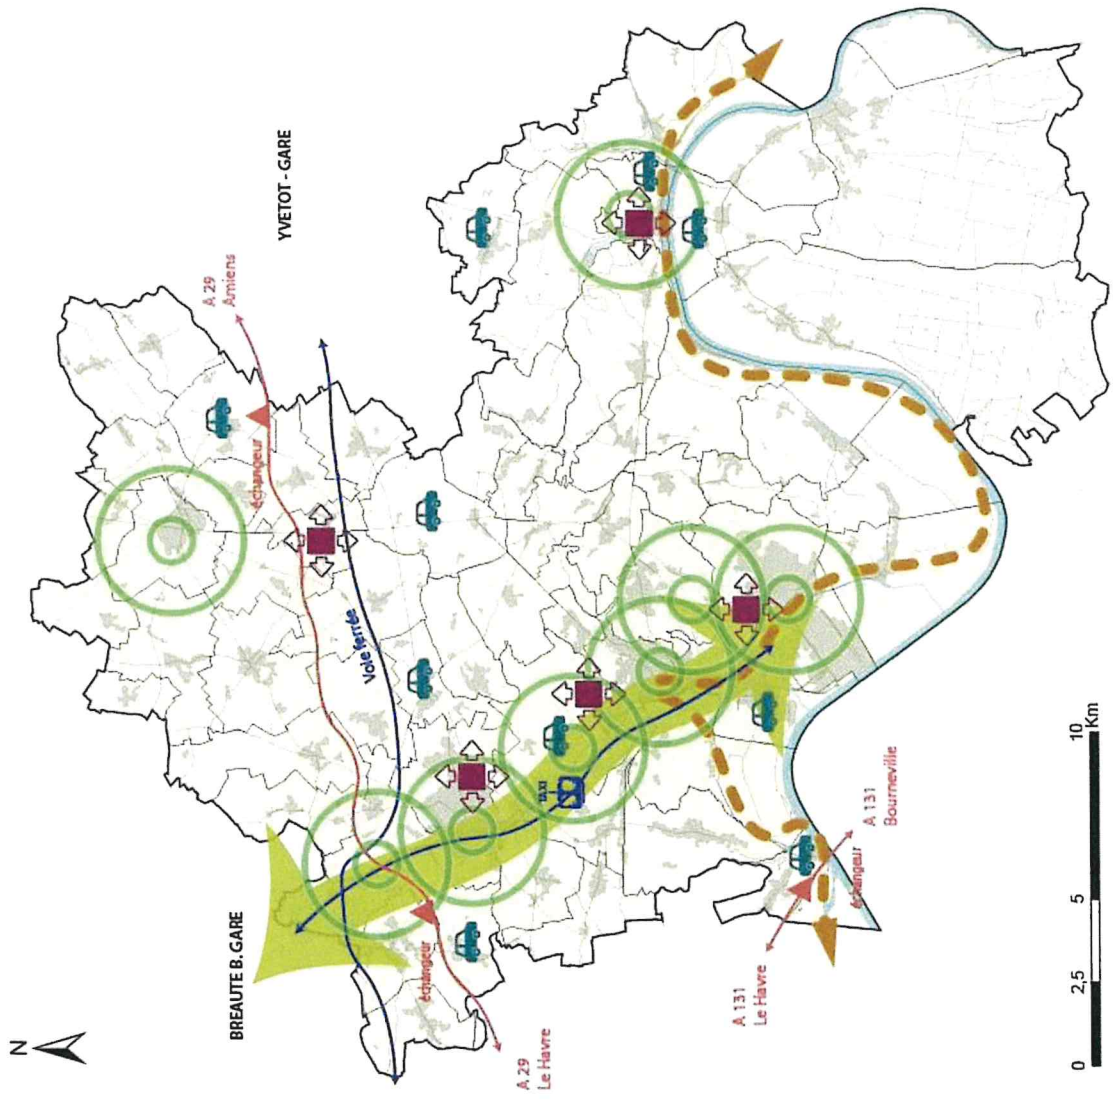 N
BREAUTE B.GARE
YVETOT - GARE
A 29
Amiens
échangeur
Voie ferrée
échangeur
A 29
Le Havre
TAXI
A 131
Le Havre
échangeur
A 131
Bourneville
0
2,5
5
10
Km